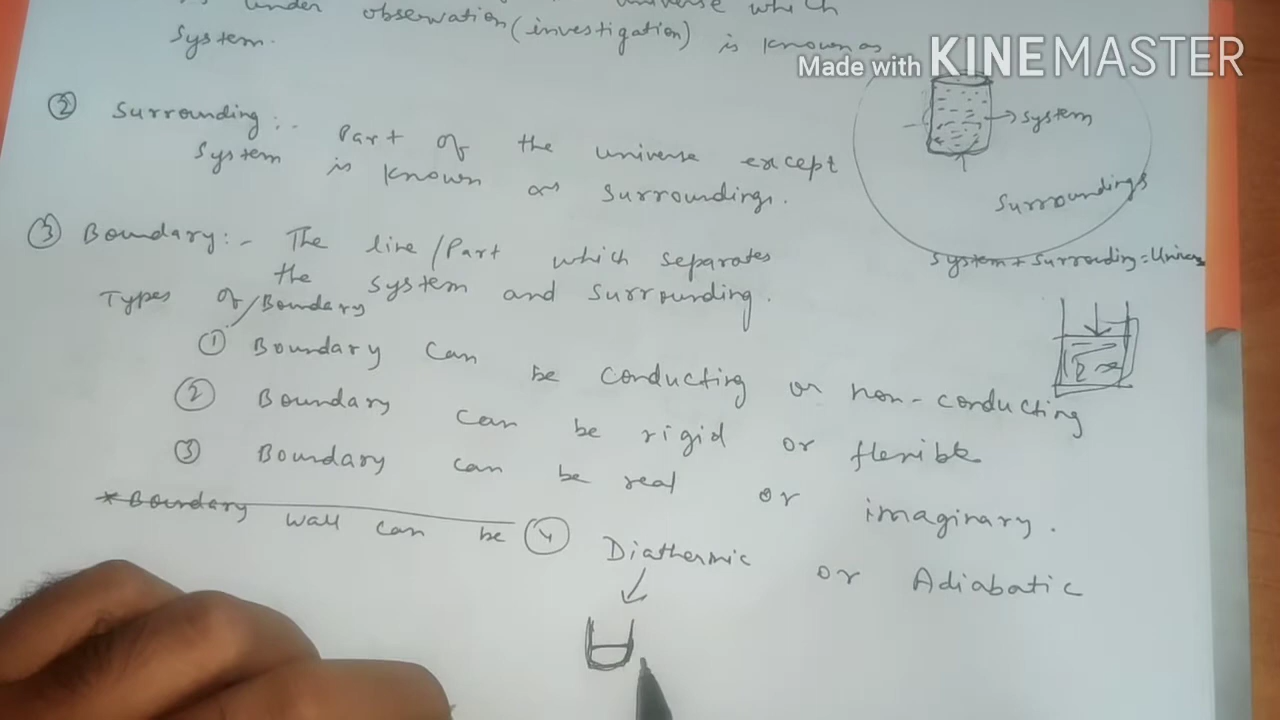 under observation (investigation) is known as
System.
Made with KINEMASTER
② Surrounding:- Part of the universe except
System is known as surroundings.
→ System
Surroundings
System + Surrounding = Univers
③ Boundary:- The line/Part which separates
the system and surrounding.
Types of/Boundary
① Boundary can be conducting or non-conducting
② Boundary can be rigid or flexible
③ Boundary can be real or imaginary.
* Boundary wall can be ④ Diathermic or Adiabatic